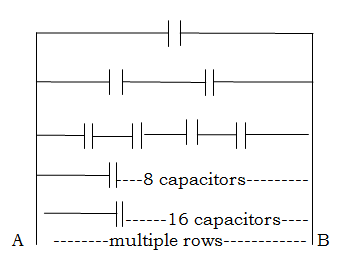 ----8 capacitors---------
------16 capacitors----
A --------multiple rows------------ B